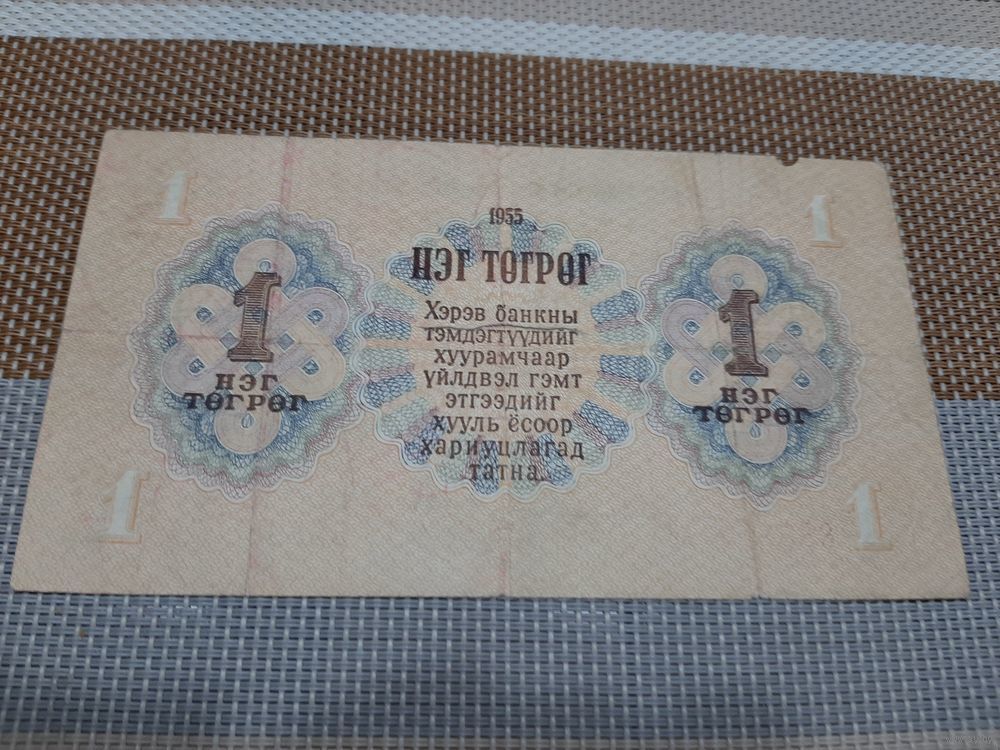 1
1
1955
НЭГ ТӨГРӨГ
Хэрэв банкны
тэмдэгтүүдийг
хуурамчаар
үйлдвэл гэмт
этгээдийг
хууль ёсоор
хариуцлагад
татна.
1
НЭГ
ТӨГРӨГ
1
НЭГ
ТӨГРӨГ
1
1